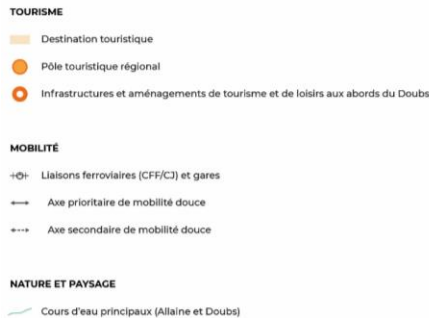 TOURISME
Destination touristique
Pôle touristique régional
Infrastructures et aménagements de tourisme et de loisirs aux abords du Doubs
MOBILITÉ
Liaisons ferroviaires (CFF/CJ) et gares
Axe prioritaire de mobilité douce
Axe secondaire de mobilité douce
NATURE ET PAYSAGE
Cours d'eau principaux (Allaine et Doubs)